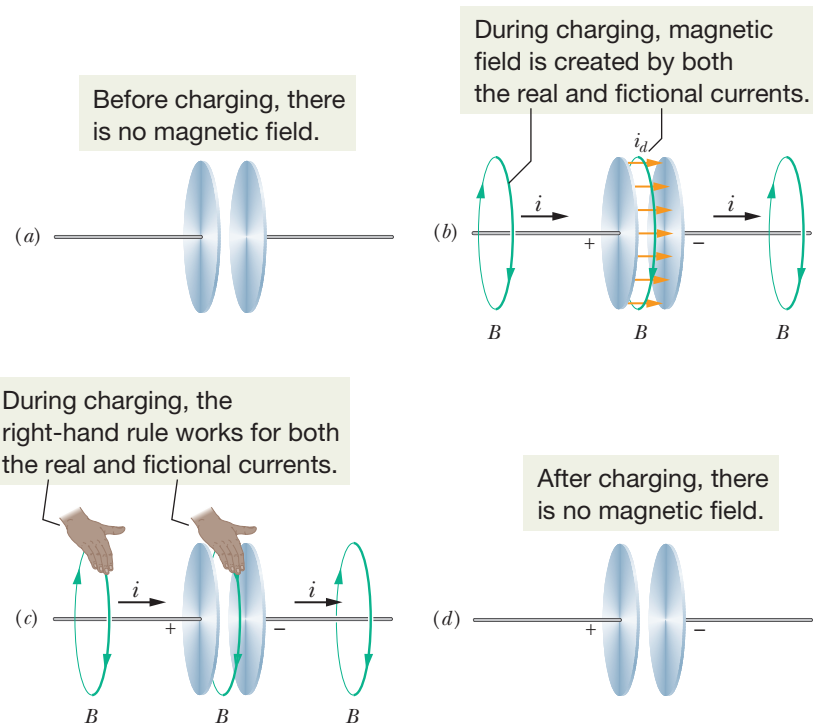 Before charging, there
is no magnetic field.
(a)
During charging, magnetic
field is created by both
the real and fictional currents.
i_d
i
i
(b)
+
–
B
B
B
During charging, the
right-hand rule works for both
the real and fictional currents.
i
i
(c)
+
–
B
B
B
After charging, there
is no magnetic field.
(d)
+
–